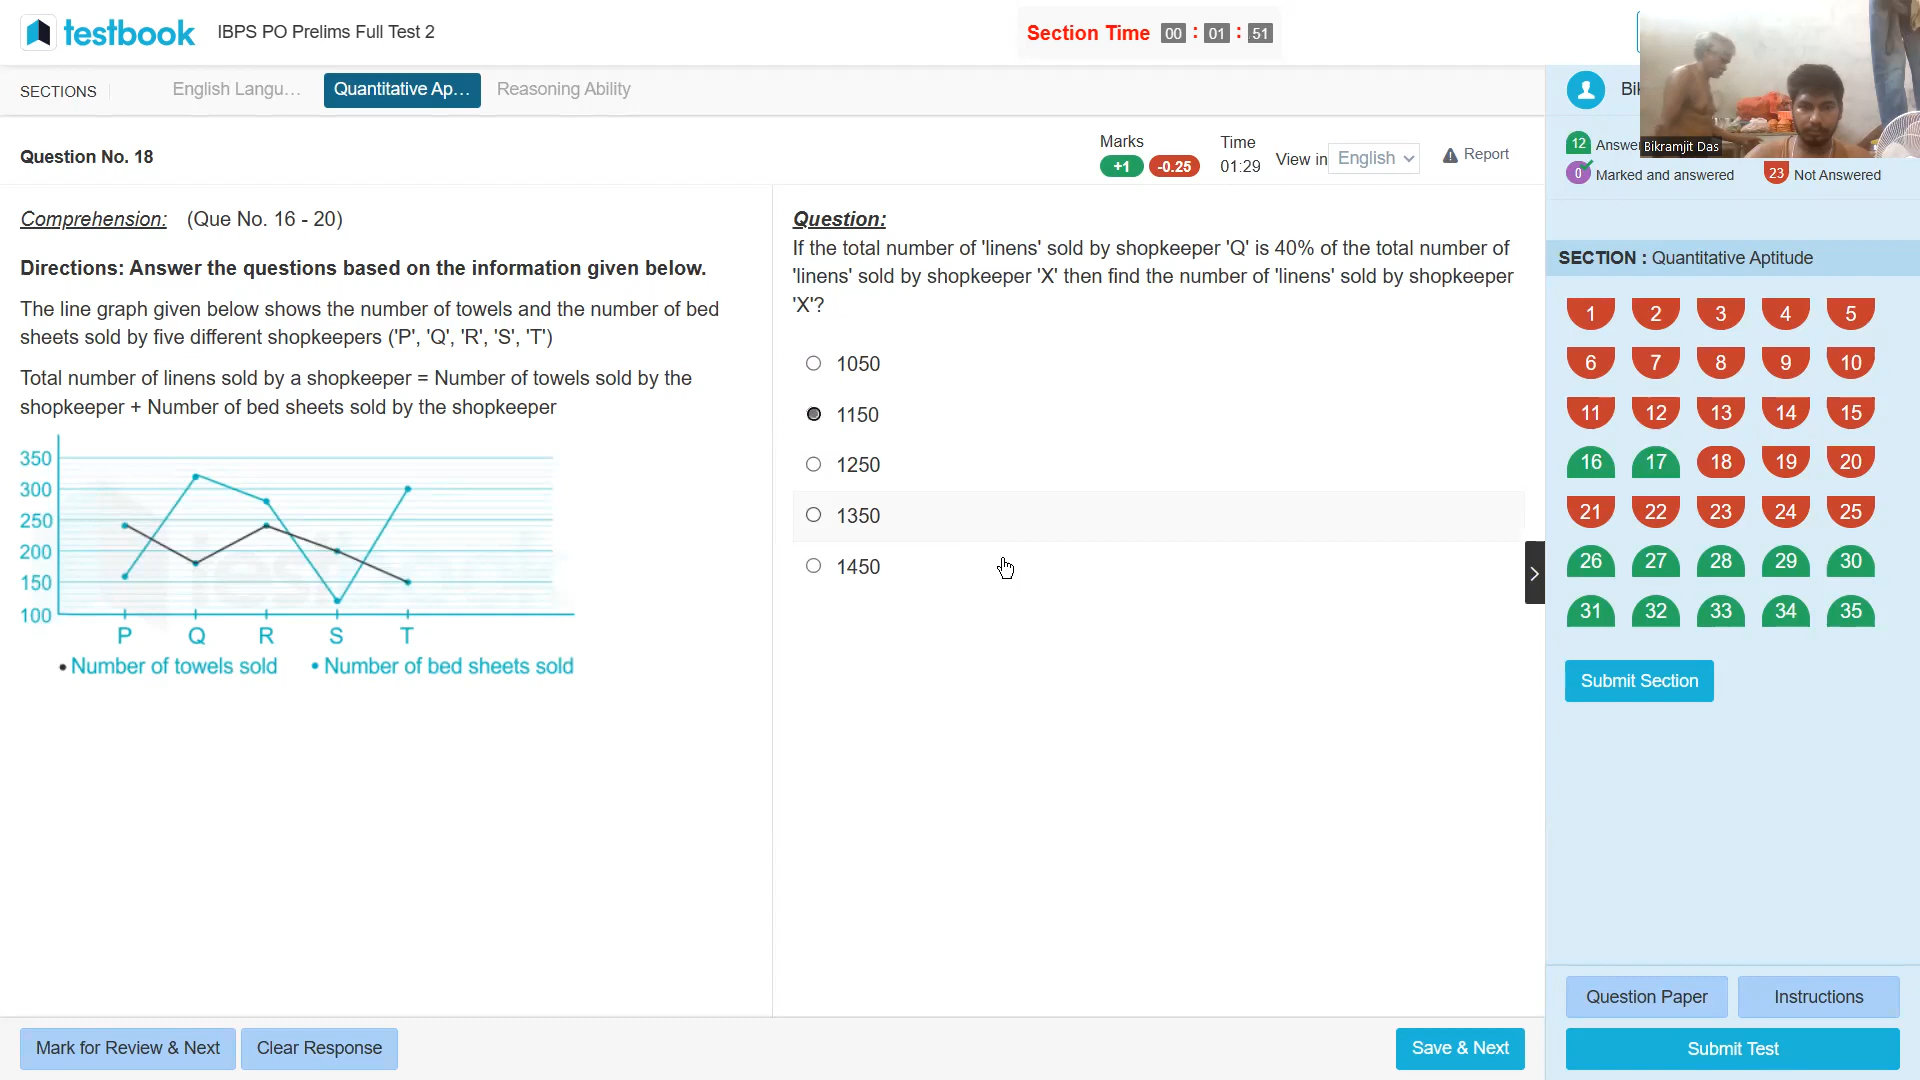 testbook
IBPS PO Prelims Full Test 2
Section Time 00 : 01 : 51
SECTIONS
English Langu...
Quantitative Ap...
Reasoning Ability
Bikramjit Das
Question No. 18
Marks
+1
-0.25
Time
01:29
View in
English
Report
12
0 Marked and answered
23 Not Answered
Comprehension: (Que No. 16 - 20)
Directions: Answer the questions based on the information given below.
The line graph given below shows the number of towels and the number of bed
sheets sold by five different shopkeepers ('P', 'Q', 'R', 'S', 'T')
Total number of linens sold by a shopkeeper = Number of towels sold by the
shopkeeper + Number of bed sheets sold by the shopkeeper
350
300
250
200
150
100
P Q R S T
• Number of towels sold • Number of bed sheets sold
Question:
If the total number of 'linens' sold by shopkeeper 'Q' is 40% of the total number of
'linens' sold by shopkeeper 'X' then find the number of 'linens' sold by shopkeeper
'X'?
1050
1150
1250
1350
1450
SECTION : Quantitative Aptitude
1 2 3 4 5
6 7 8 9 10
11 12 13 14 15
16 17 18 19 20
21 22 23 24 25
26 27 28 29 30
31 32 33 34 35
Submit Section
Question Paper
Instructions
Mark for Review & Next
Clear Response
Save & Next
Submit Test